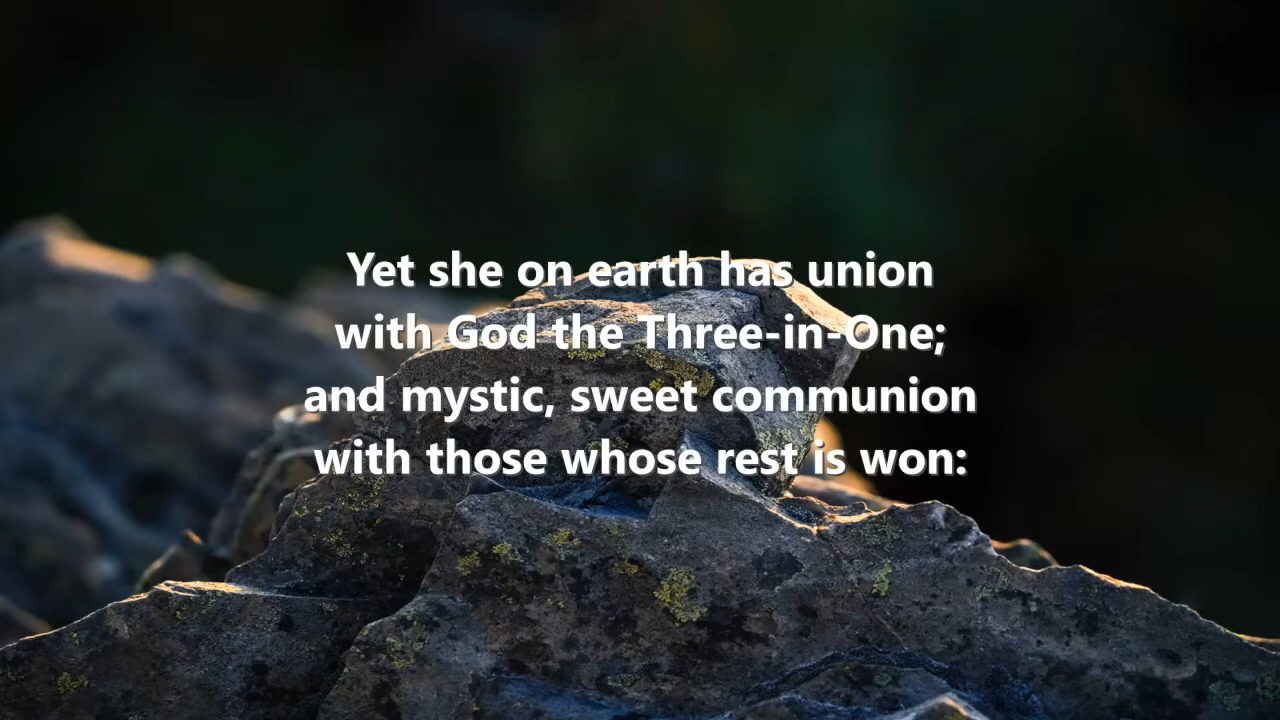 Yet she on earth has union
with God the Three-in-One;
and mystic, sweet communion
with those whose rest is won: